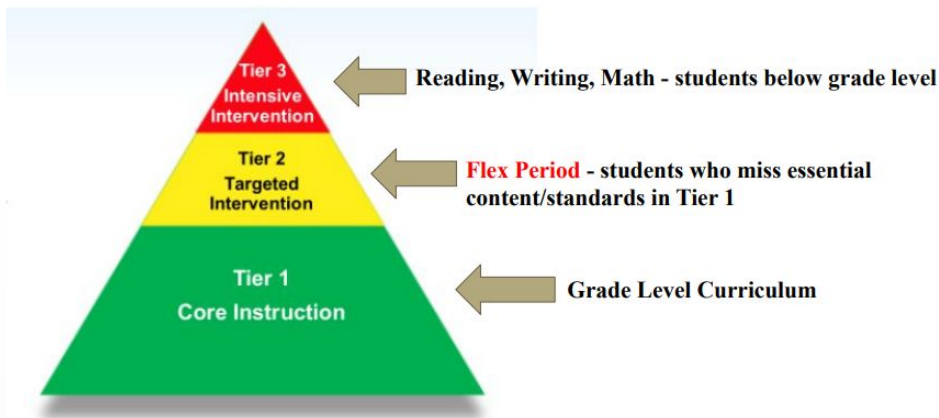 Tier 3
Intensive
Intervention
Reading, Writing, Math - students below grade level
Tier 2
Targeted
Intervention
Flex Period - students who miss essential
content/standards in Tier 1
Tier 1
Core Instruction
Grade Level Curriculum